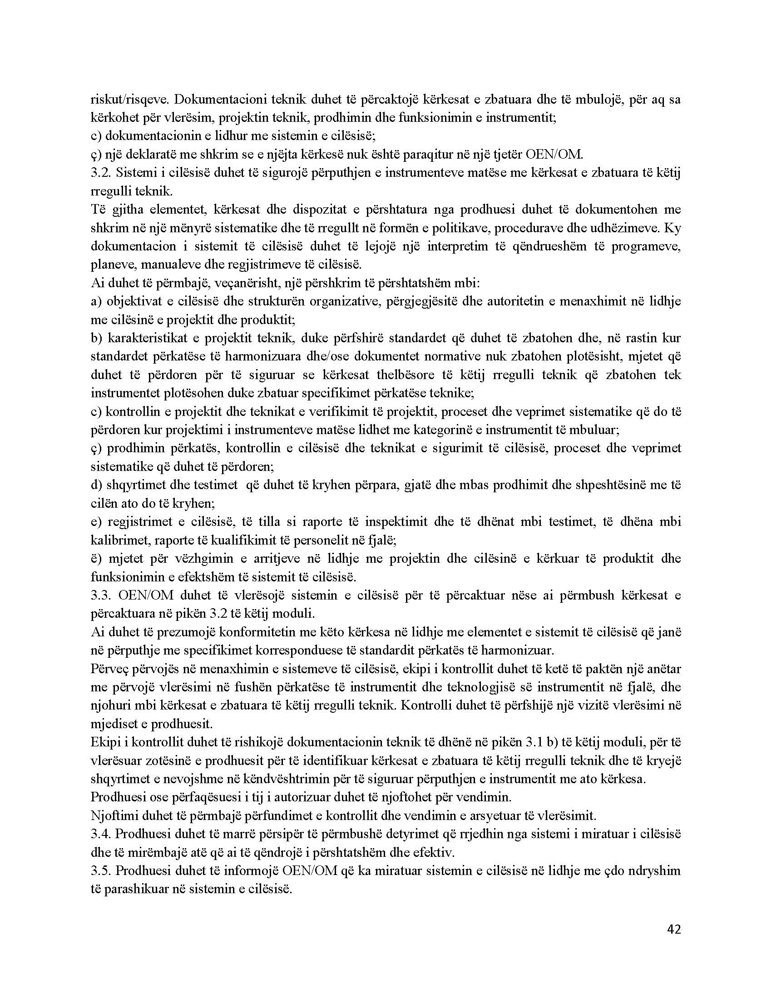 riskut/risqeve. Dokumentacioni teknik duhet të përcaktojë kërkesat e zbatuara dhe të mbulojë, për aq sa
kërkohet për vlerësim, projektin teknik, prodhimin dhe funksionimin e instrumentit;
c) dokumentacionin e lidhur me sistemin e cilësisë;
ç) një deklaratë me shkrim se e njëjta kërkesë nuk është paraqitur në një tjetër OEN/OM.
3.2. Sistemi i cilësisë duhet të sigurojë përputhjen e instrumenteve matëse me kërkesat e zbatuara të këtij
rregulli teknik.
Të gjitha elementet, kërkesat dhe dispozitat e përshtatura nga prodhuesi duhet të dokumentohen me
shkrim në një mënyrë sistematike dhe të rregullt në formën e politikave, procedurave dhe udhëzimeve. Ky
dokumentacion i sistemit të cilësisë duhet të lejojë një interpretim të qëndrueshëm të programeve,
planeve, manualeve dhe regjistrimeve të cilësisë.
Ai duhet të përmbajë, veçanërisht, një përshkrim të përshtatshëm mbi:
a) objektivat e cilësisë dhe strukturën organizative, përgjegjësitë dhe autoritetin e menaxhimit në lidhje
me cilësinë e projektit dhe produktit;
b) karakteristikat e projektit teknik, duke përfshirë standardet që duhet të zbatohen dhe, në rastin kur
standardet përkatëse të harmonizuara dhe/ose dokumentet normative nuk zbatohen plotësisht, mjetet që
duhet të përdoren për të siguruar se kërkesat thelbësore të këtij rregulli teknik që zbatohen tek
instrumentet plotësohen duke zbatuar specifikimet përkatëse teknike;
c) kontrollin e projektit dhe teknikat e verifikimit të projektit, proceset dhe veprimet sistematike që do të
përdoren kur projektimi i instrumenteve matëse lidhet me kategorinë e instrumentit të mbuluar;
ç) prodhimin përkatës, kontrollin e cilësisë dhe teknikat e sigurimit të cilësisë, proceset dhe veprimet
sistematike që duhet të përdoren;
d) shqyrtimet dhe testimet  që duhet të kryhen përpara, gjatë dhe mbas prodhimit dhe shpeshtësinë me të
cilën ato do të kryhen;
e) regjistrimet e cilësisë, të tilla si raporte të inspektimit dhe të dhënat mbi testimet, të dhëna mbi
kalibrimet, raporte të kualifikimit të personelit në fjalë;
ë) mjetet për vëzhgimin e arritjeve në lidhje me projektin dhe cilësinë e kërkuar të produktit dhe
funksionimin e efektshëm të sistemit të cilësisë.
3.3. OEN/OM duhet të vlerësojë sistemin e cilësisë për të përcaktuar nëse ai përmbush kërkesat e
përcaktuara në pikën 3.2 të këtij moduli.
Ai duhet të prezumojë konformitetin me këto kërkesa në lidhje me elementet e sistemit të cilësisë që janë
në përputhje me specifikimet korresponduese të standardit përkatës të harmonizuar.
Përveç përvojës në menaxhimin e sistemeve të cilësisë, ekipi i kontrollit duhet të ketë të paktën një anëtar
me përvojë vlerësimi në fushën përkatëse të instrumentit dhe teknologjisë së instrumentit në fjalë, dhe
njohuri mbi kërkesat e zbatuara të këtij rregulli teknik. Kontrolli duhet të përfshijë një vizitë vlerësimi në
mjediset e prodhuesit.
Ekipi i kontrollit duhet të rishikojë dokumentacionin teknik të dhënë në pikën 3.1 b) të këtij moduli, për të
vlerësuar zotësinë e prodhuesit për të identifikuar kërkesat e zbatuara të këtij rregulli teknik dhe të kryejë
shqyrtimet e nevojshme në këndvështrimin për të siguruar përputhjen e instrumentit me ato kërkesa.
Prodhuesi ose përfaqësuesi i tij i autorizuar duhet të njoftohet për vendimin.
Njoftimi duhet të përmbajë përfundimet e kontrollit dhe vendimin e arsyetuar të vlerësimit.
3.4. Prodhuesi duhet të marrë përsipër të përmbushë detyrimet që rrjedhin nga sistemi i miratuar i cilësisë
dhe të mirëmbajë atë që ai të qëndrojë i përshtatshëm dhe efektiv.
3.5. Prodhuesi duhet të informojë OEN/OM që ka miratuar sistemin e cilësisë në lidhje me çdo ndryshim
të parashikuar në sistemin e cilësisë.
42